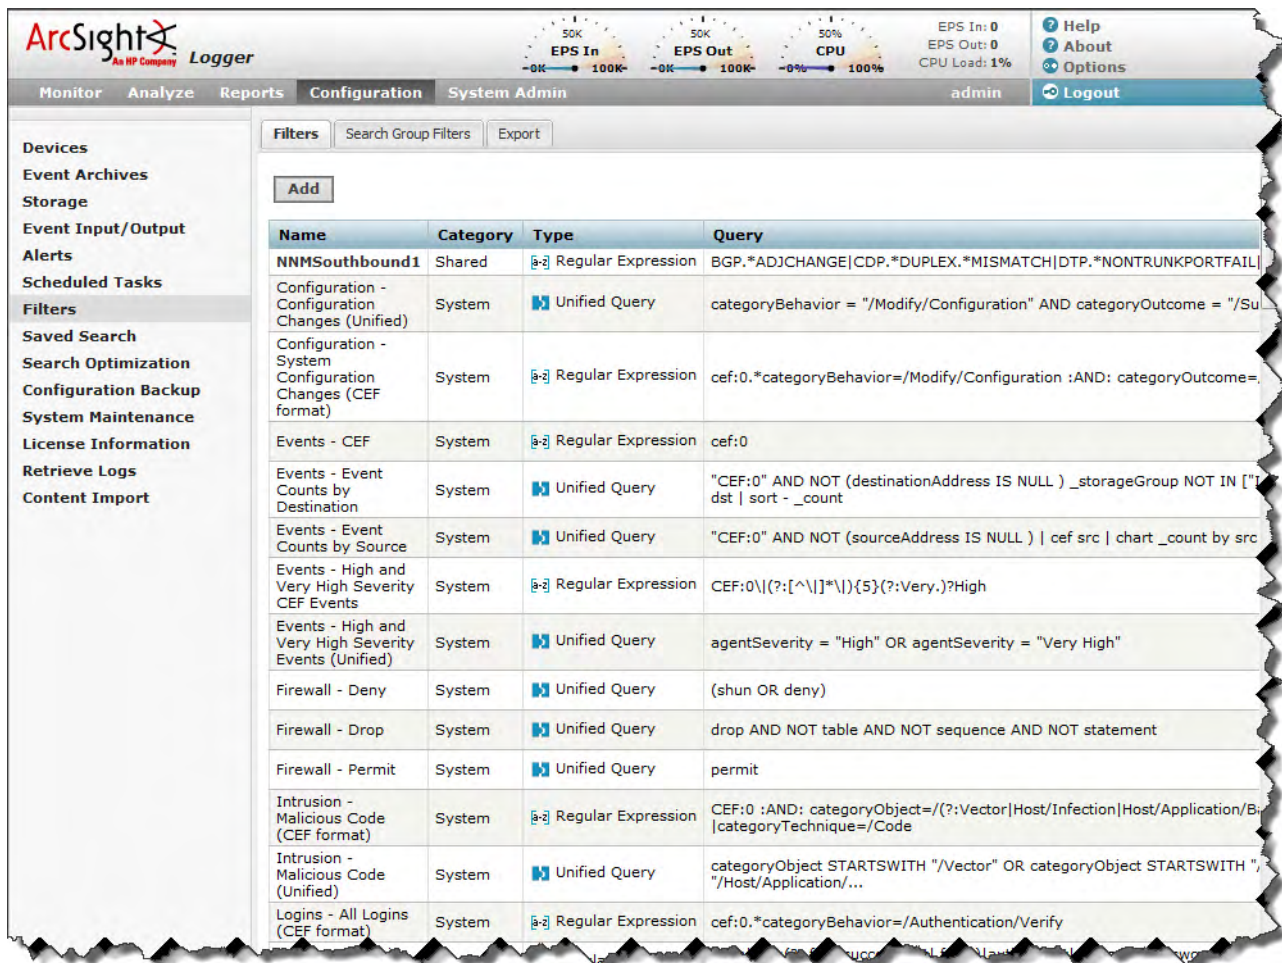 ArcSight
An HP Company
Logger
50K
EPS In
0K 100K
50K
EPS Out
0K 100K
50%
CPU
0% 100%
EPS In: 0
EPS Out: 0
CPU Load: 1%
Help
About
Options
Monitor Analyze Reports Configuration System Admin admin Logout
Devices
Event Archives
Storage
Event Input/Output
Alerts
Scheduled Tasks
Filters
Saved Search
Search Optimization
Configuration Backup
System Maintenance
License Information
Retrieve Logs
Content Import
Filters Search Group Filters Export
Add
Name Category Type Query
NNMSouthbound1 Shared a-z Regular Expression BGP.*ADJCHANGE|CDP.*DUPLEX.*MISMATCH|DTP.*NONTRUNKPORTFAIL|
Configuration -
Configuration
Changes (Unified)
System Unified Query categoryBehavior = "/Modify/Configuration" AND categoryOutcome = "/Su
Configuration -
System
Configuration
Changes (CEF
format)
System a-z Regular Expression cef:0.*categoryBehavior=/Modify/Configuration :AND: categoryOutcome=
Events - CEF System a-z Regular Expression cef:0
Events - Event
Counts by
Destination
System Unified Query "CEF:0" AND NOT (destinationAddress IS NULL ) _storageGroup NOT IN ["I
dst | sort - _count
Events - Event
Counts by Source
System Unified Query "CEF:0" AND NOT (sourceAddress IS NULL ) | cef src | chart _count by src
Events - High and
Very High Severity
CEF Events
System a-z Regular Expression CEF:0\|(?:[^\|]*\|){5}(?:Very.)?High
Events - High and
Very High Severity
Events (Unified)
System Unified Query agentSeverity = "High" OR agentSeverity = "Very High"
Firewall - Deny System Unified Query (shun OR deny)
Firewall - Drop System Unified Query drop AND NOT table AND NOT sequence AND NOT statement
Firewall - Permit System Unified Query permit
Intrusion -
Malicious Code
(CEF format)
System a-z Regular Expression CEF:0 :AND: categoryObject=/(?:Vector|Host/Infection|Host/Application/Ba
|categoryTechnique=/Code
Intrusion -
Malicious Code
(Unified)
System Unified Query categoryObject STARTSWITH "/Vector" OR categoryObject STARTSWITH "/
"/Host/Application/...
Logins - All Logins
(CEF format)
System a-z Regular Expression cef:0.*categoryBehavior=/Authentication/Verify